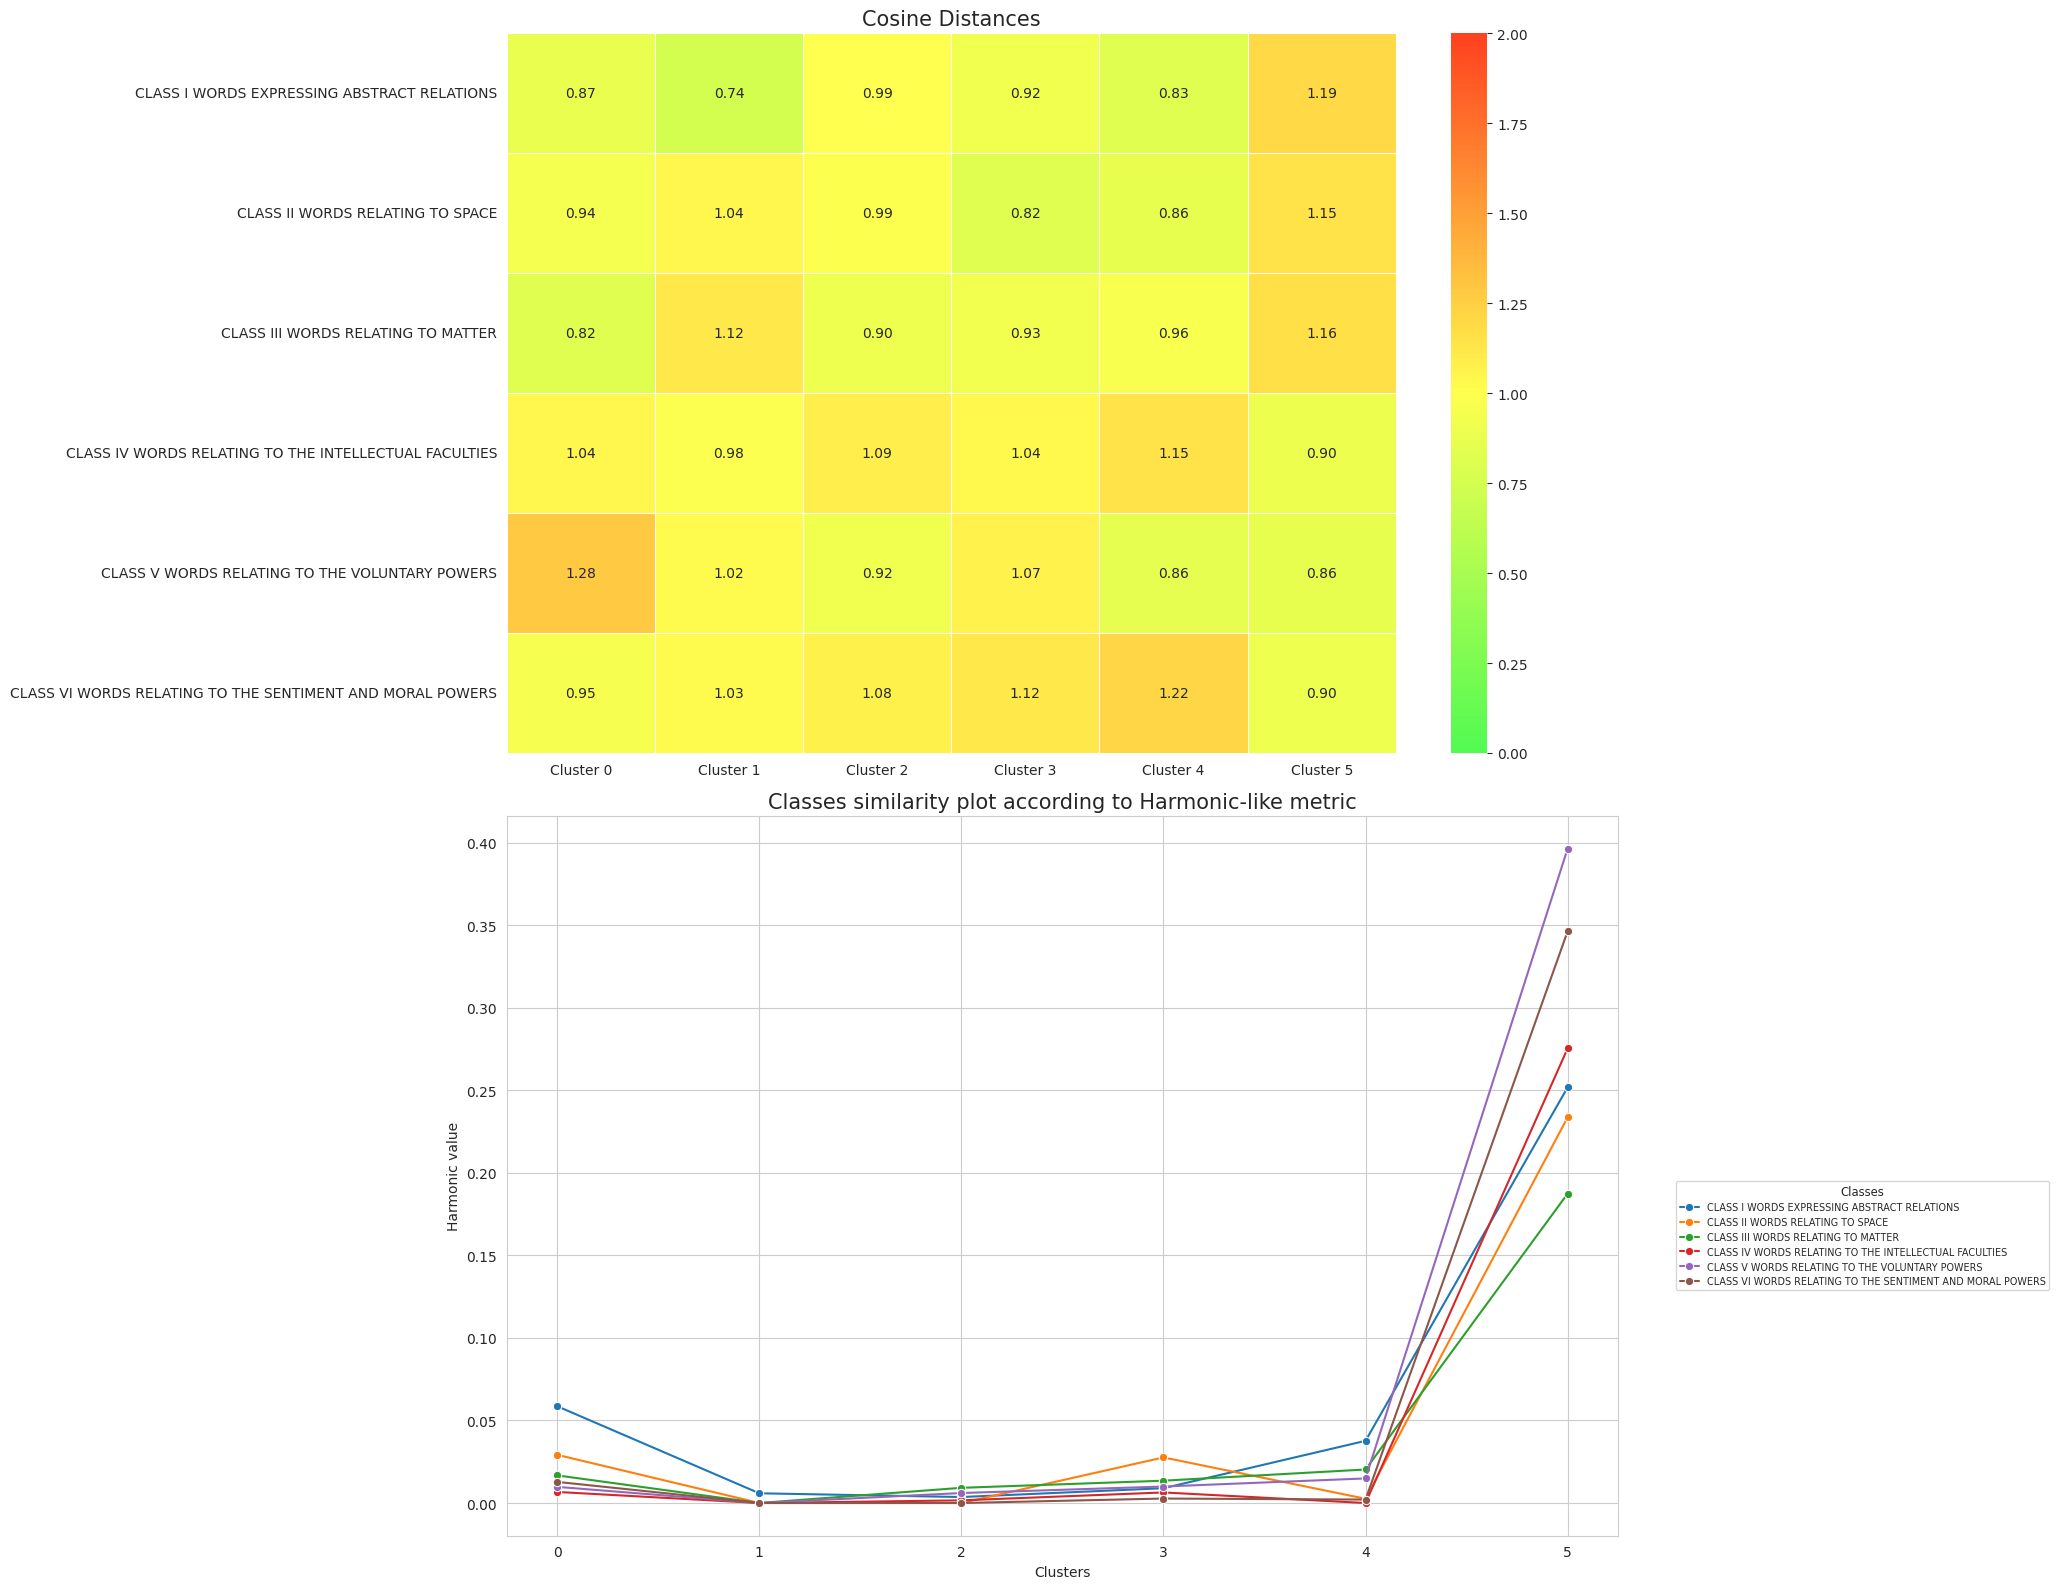 Cosine Distances
CLASS I WORDS EXPRESSING ABSTRACT RELATIONS 0.87 0.74 0.99 0.92 0.83 1.19
CLASS II WORDS RELATING TO SPACE 0.94 1.04 0.99 0.82 0.86 1.15
CLASS III WORDS RELATING TO MATTER 0.82 1.12 0.90 0.93 0.96 1.16
CLASS IV WORDS RELATING TO THE INTELLECTUAL FACULTIES 1.04 0.98 1.09 1.04 1.15 0.90
CLASS V WORDS RELATING TO THE VOLUNTARY POWERS 1.28 1.02 0.92 1.07 0.86 0.86
CLASS VI WORDS RELATING TO THE SENTIMENT AND MORAL POWERS 0.95 1.03 1.08 1.12 1.22 0.90
Cluster 0 Cluster 1 Cluster 2 Cluster 3 Cluster 4 Cluster 5
2.00
1.75
1.50
1.25
1.00
0.75
0.50
0.25
0.00
Classes similarity plot according to Harmonic-like metric
Harmonic value
0.40
0.35
0.30
0.25
0.20
0.15
0.10
0.05
0.00
0 1 2 3 4 5
Clusters
Classes
CLASS I WORDS EXPRESSING ABSTRACT RELATIONS
CLASS II WORDS RELATING TO SPACE
CLASS III WORDS RELATING TO MATTER
CLASS IV WORDS RELATING TO THE INTELLECTUAL FACULTIES
CLASS V WORDS RELATING TO THE VOLUNTARY POWERS
CLASS VI WORDS RELATING TO THE SENTIMENT AND MORAL POWERS